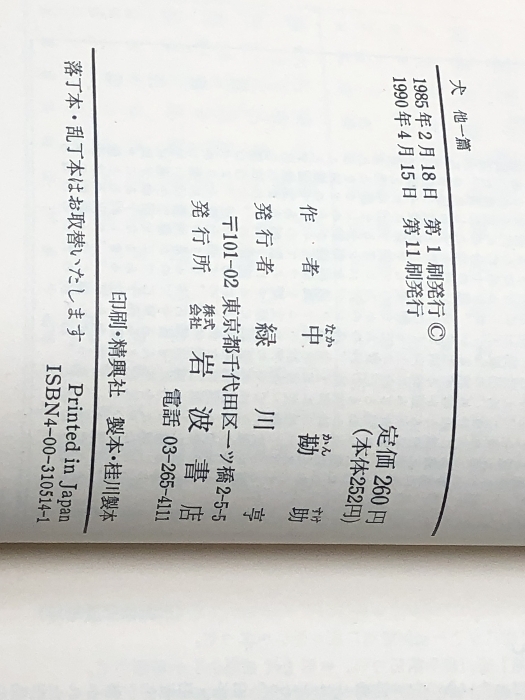 犬 他一篇
1985年2月18日 第1刷発行 ©
1990年4月15日 第11刷発行
定価 260円
(本体252円)
作者 中勘助
なか かん すけ
発行者 緑川亨
〒101-02 東京都千代田区一ツ橋2-5-5
発行所 株式会社 岩波書店
電話 03-265-4111
印刷・精興社 製本・桂川製本
落丁本・乱丁本はお取替いたします
Printed in Japan
ISBN4-00-310514-1